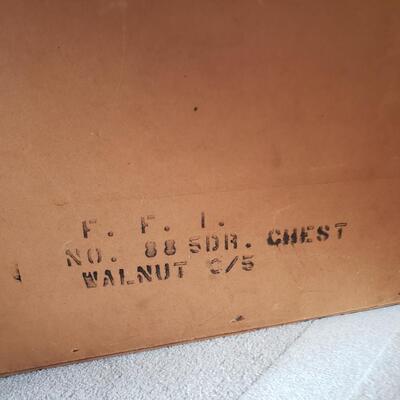 F. F. I.
NO. 88 5DR. CHEST
WALNUT C/5